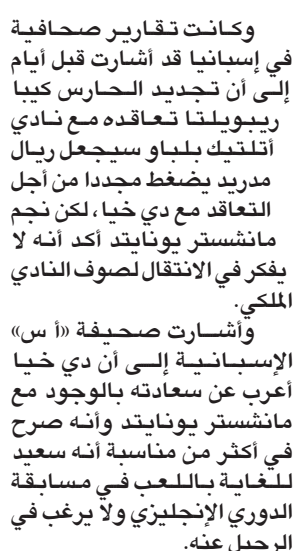 وكانت تقارير صحافية
في إسبانيا قد أشارت قبل أيام
إلى أن تجديد الحارس كيبا
ريبويلتا تعاقده مع نادي
أتلتيك بلباو سيجعل ريال
مدريد يضغط مجددا من أجل
التعاقد مع دي خيا، لكن نجم
مانشستر يونايتد أكد أنه لا
يفكر في الانتقال لصوف النادي
الملكي.
وأشارت صحيفة «أ س»
الإسبانية إلى أن دي خيا
أعرب عن سعادته بالوجود مع
مانشستر يونايتد وأنه صرح
في أكثر من مناسبة أنه سعيد
للغاية باللعب في مسابقة
الدوري الإنجليزي ولا يرغب في
الرحيل عنه.